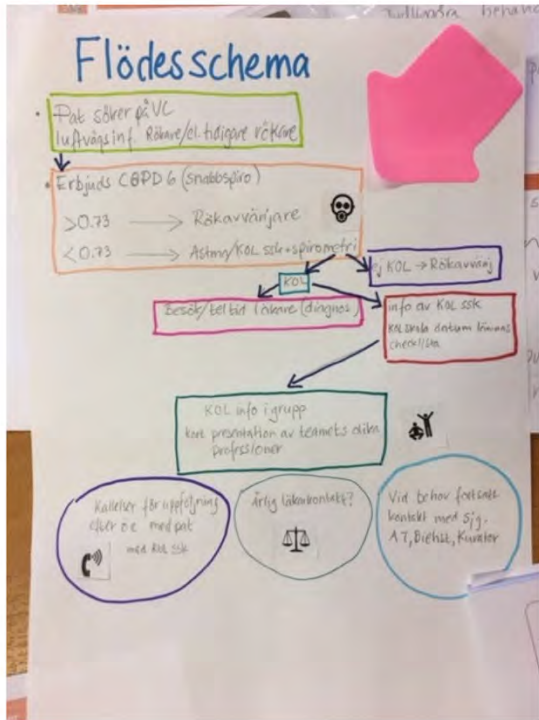 Flödesschema
• Pat söker på VC
luftvägsinf. Rökare/el. tidigare rökare
• Erbjuds COPD 6 (snabbspiro)
>0.73 → Rökavvänjare
<0.73 → Astma/KOL ssk + spirometri
ej KOL → Rökavvänj
KOL
Besök/tel tid läkare (diagnos)
info av KOL ssk
KOL skola datum lämnas
checklista
KOL info i grupp
kort presentation av teamets olika
professioner
Kallelse för uppföljning
efter ök med pat
med KOL ssk
Årlig läkarkontakt?
Vid behov fortsatt
kontakt med Sjg,
AT, Dietist, Kurator